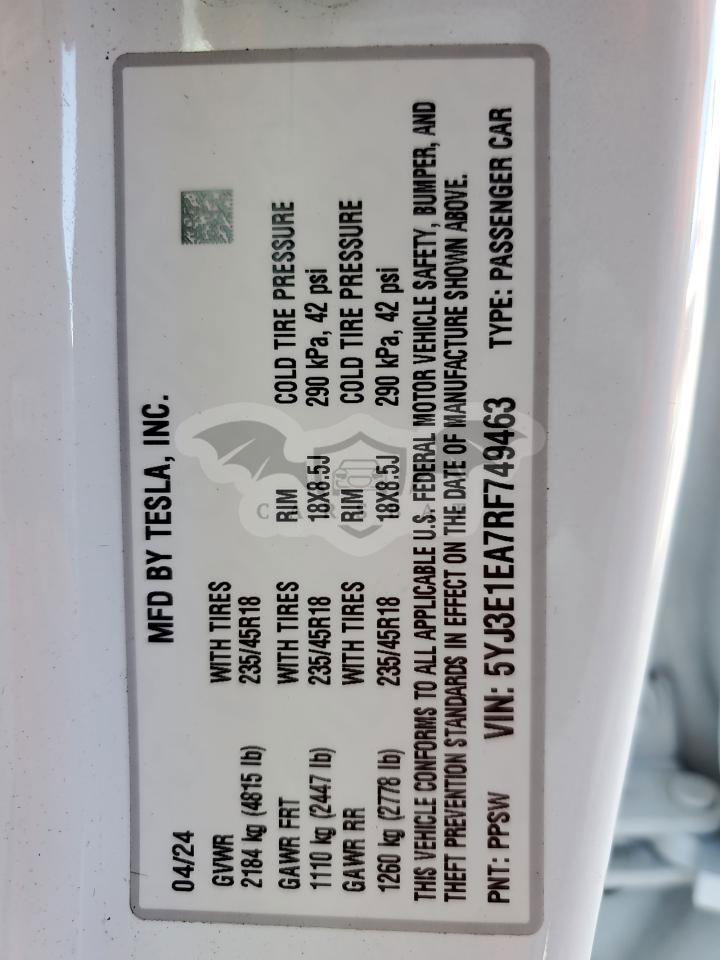 MFD BY TESLA, INC.
04/24
GVWR WITH TIRES
2184 kg (4815 lb) 235/45R18
GAWR FRT WITH TIRES RIM COLD TIRE PRESSURE
1110 kg (2447 lb) 235/45R18 18X8.5J 290 kPa, 42 psi
GAWR RR WITH TIRES RIM COLD TIRE PRESSURE
1260 kg (2778 lb) 235/45R18 18X8.5J 290 kPa, 42 psi
THIS VEHICLE CONFORMS TO ALL APPLICABLE U.S. FEDERAL MOTOR VEHICLE SAFETY, BUMPER, AND
THEFT PREVENTION STANDARDS IN EFFECT ON THE DATE OF MANUFACTURE SHOWN ABOVE.
PNT: PPSW VIN: 5YJ3E1EA7RF749463 TYPE: PASSENGER CAR